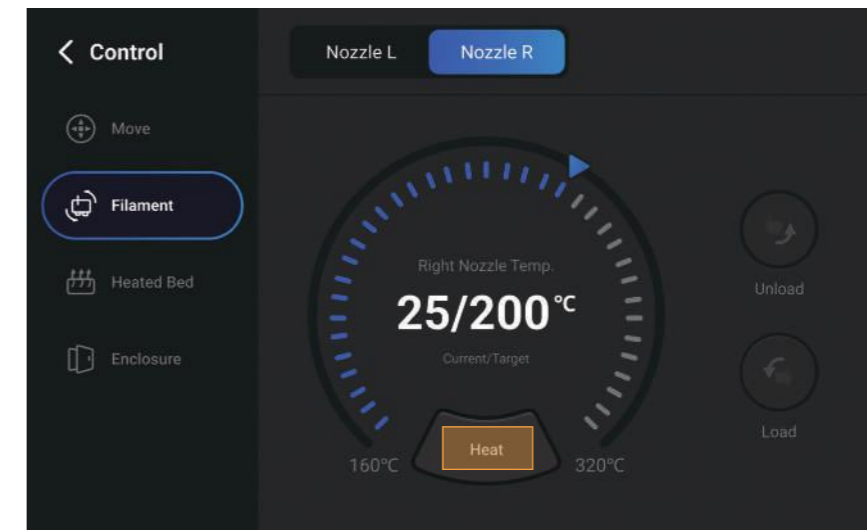 Control
Nozzle L
Nozzle R
Move
Filament
Heated Bed
Enclosure
Right Nozzle Temp.
25/200°C
Current/Target
Heat
160°C
320°C
Unload
Load